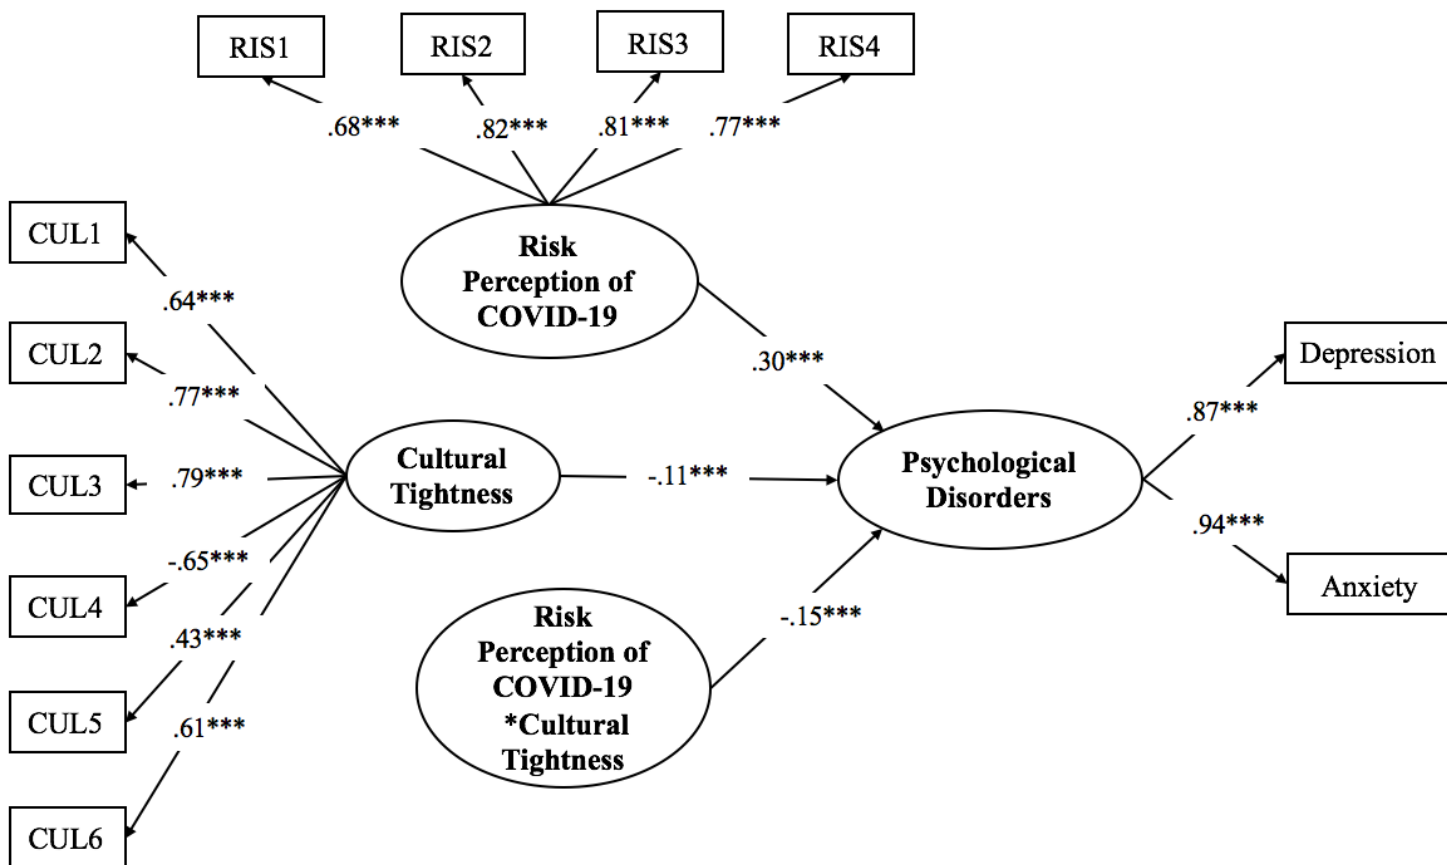 RIS1
RIS2
RIS3
RIS4
.68***
.82***
.81***
.77***
CUL1
CUL2
CUL3
CUL4
CUL5
CUL6
.64***
.77***
.79***
-.65***
.43***
.61***
Risk
Perception of
COVID-19
Cultural
Tightness
Risk
Perception of
COVID-19
*Cultural
Tightness
.30***
-.11***
-.15***
Psychological
Disorders
.87***
.94***
Depression
Anxiety